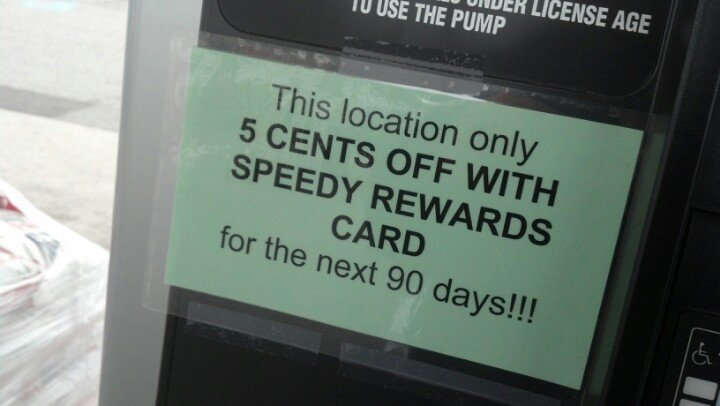 UNDER LICENSE AGE
TO USE THE PUMP
This location only
5 CENTS OFF WITH
SPEEDY REWARDS
CARD
for the next 90 days!!!